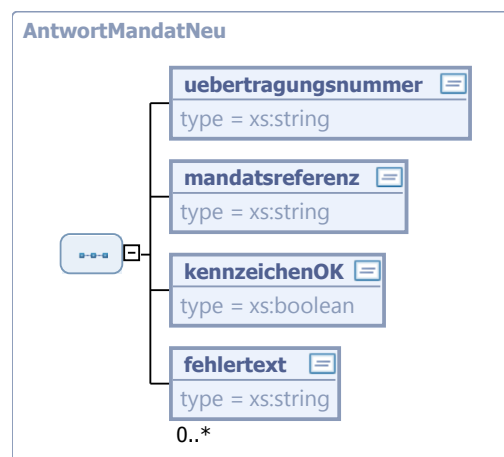 AntwortMandatNeu
uebertragungsnummer
type = xs:string
mandatsreferenz
type = xs:string
kennzeichenOK
type = xs:boolean
fehlertext
type = xs:string
0..*